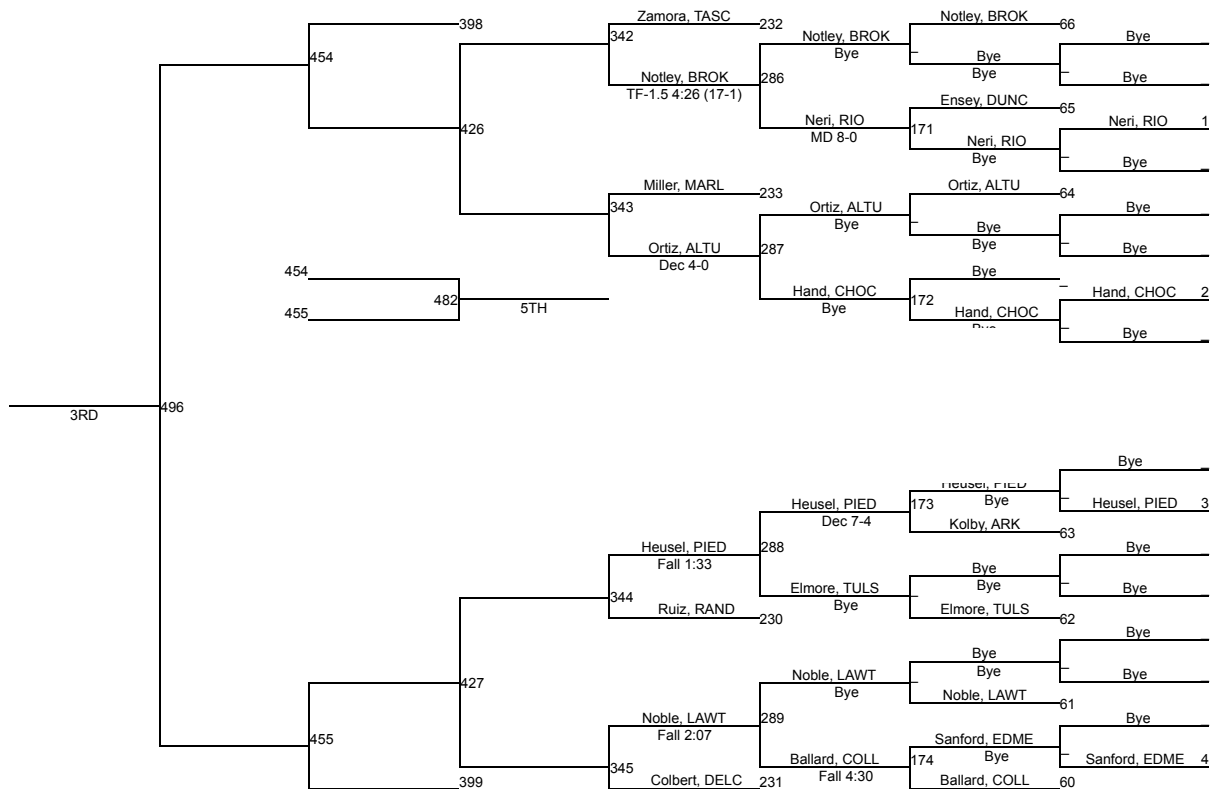 398
454
426
Zamora, TASC 232
342
Notley, BROK
TF-1.5 4:26 (17-1)
286
Notley, BROK
Bye
Notley, BROK 66
Bye
Bye
Bye
Bye
Neri, RIO
MD 8-0
171
Ensey, DUNC 65
Neri, RIO
Bye
Neri, RIO 1
Bye
Miller, MARL 233
343
Ortiz, ALTU
Dec 4-0
287
Ortiz, ALTU
Bye
Ortiz, ALTU 64
Bye
Bye
Bye
Bye
Hand, CHOC
Bye
172
Bye
Hand, CHOC
Bye
Hand, CHOC 2
Bye
454
455
482
5TH
3RD
496
Heusel, PIED
Dec 7-4
173
Heusel, PIED
Bye
Kolby, ARK 63
Bye
Heusel, PIED 3
Heusel, PIED
Fall 1:33
288
344
Ruiz, RAND 230
Elmore, TULS
Bye
Bye
Bye
Elmore, TULS 62
Bye
Bye
427
455
399
Noble, LAWT
Fall 2:07
289
345
Colbert, DELC 231
Noble, LAWT
Bye
Bye
Bye
Noble, LAWT 61
Bye
Bye
Ballard, COLL
Fall 4:30
174
Sanford, EDME
Bye
Ballard, COLL 60
Bye
Sanford, EDME 4